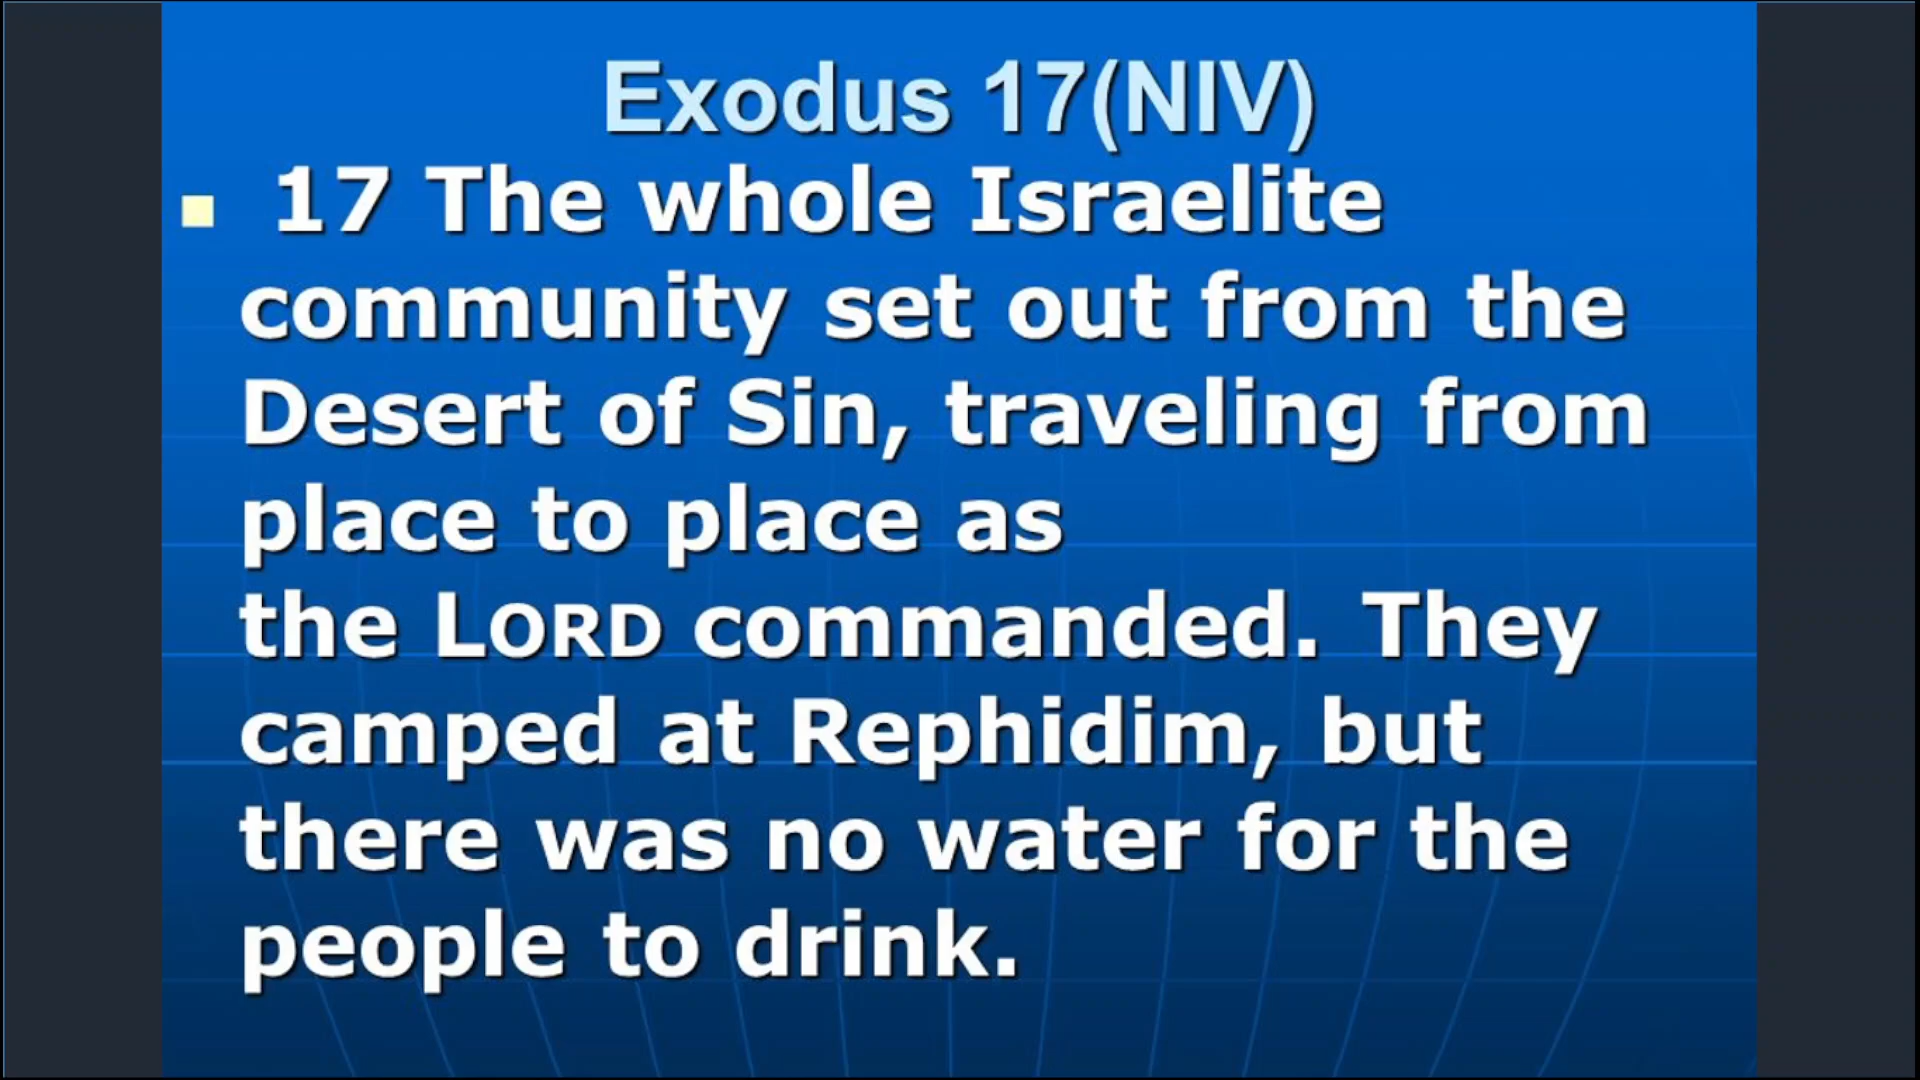 Exodus 17(NIV)
17 The whole Israelite
community set out from the
Desert of Sin, traveling from
place to place as
the LORD commanded. They
camped at Rephidim, but
there was no water for the
people to drink.